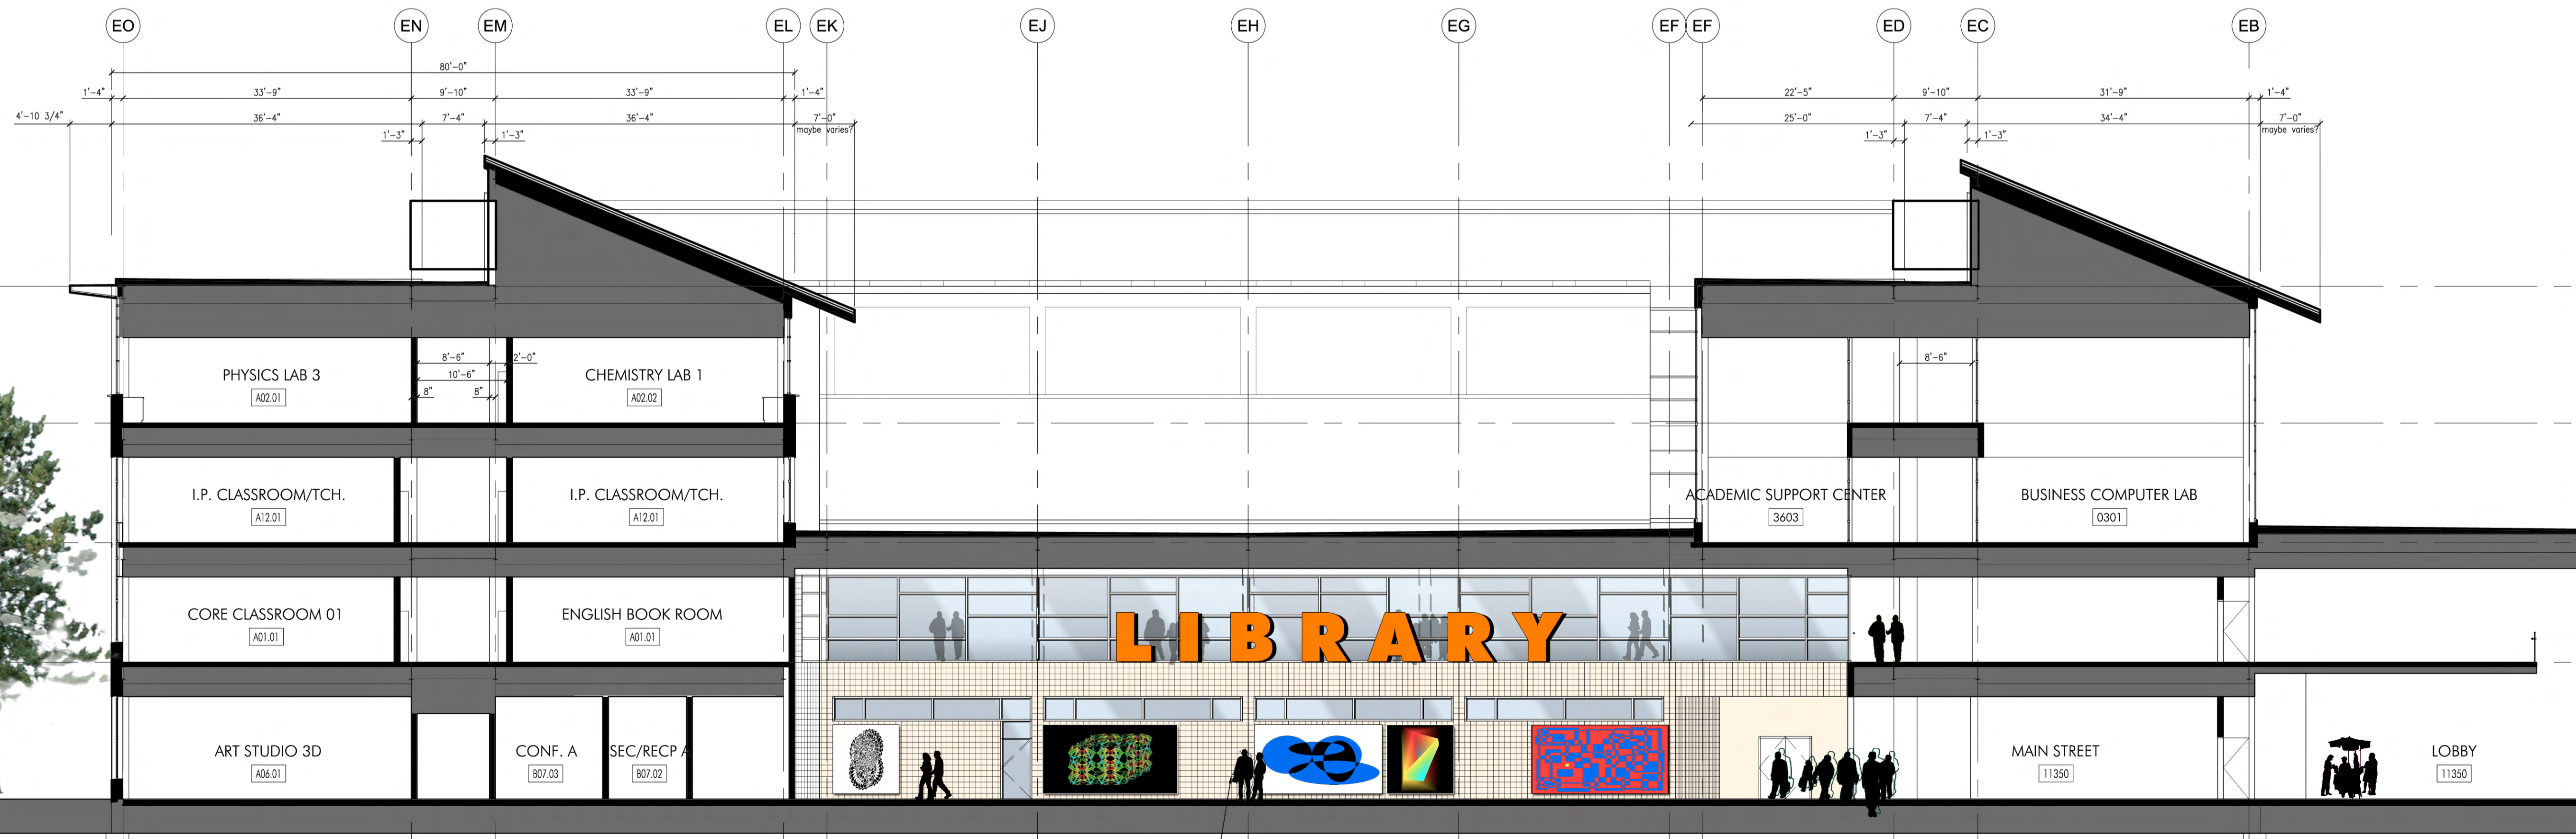 EO EN EM EL EK EJ EH EG EF EF ED EC EB
80'-0"
1'-4" 33'-9" 9'-10" 33'-9" 1'-4" 22'-5" 9'-10" 31'-9" 1'-4"
4'-10 3/4" 36'-4" 7'-4" 36'-4" 7'-0" 25'-0" 7'-4" 34'-4" 7'-0"
maybe varies? maybe varies?
1'-3" 1'-3" 1'-3" 1'-3"
8'-6" 2'-0" 8'-6"
10'-6"
8" 8"
PHYSICS LAB 3
A02.01
CHEMISTRY LAB 1
A02.02
I.P. CLASSROOM/TCH.
A12.01
I.P. CLASSROOM/TCH.
A12.01
ACADEMIC SUPPORT CENTER
3603
BUSINESS COMPUTER LAB
0301
CORE CLASSROOM 01
A01.01
ENGLISH BOOK ROOM
A01.01
LIBRARY
ART STUDIO 3D
A06.01
CONF. A
B07.03
SEC/RECP A
B07.02
MAIN STREET
11350
LOBBY
11350